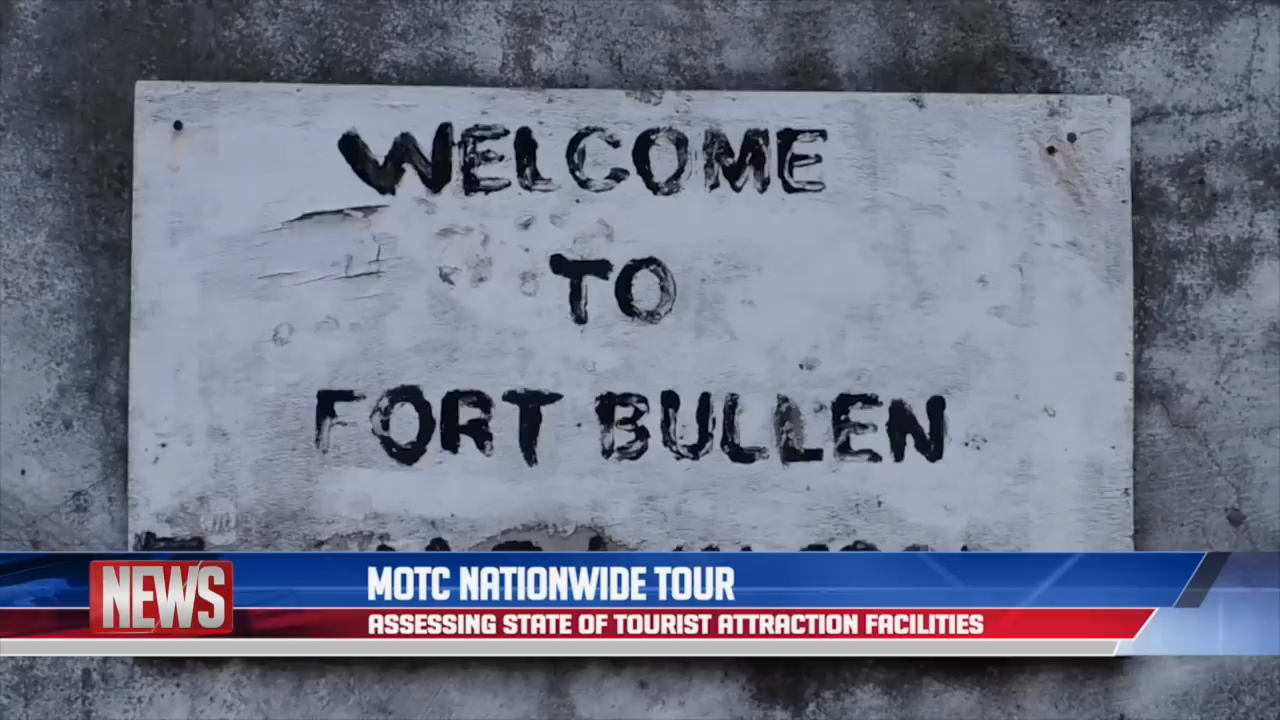 WELCOME
TO
FORT BULLEN
NEWS
MOTC NATIONWIDE TOUR
ASSESSING STATE OF TOURIST ATTRACTION FACILITIES